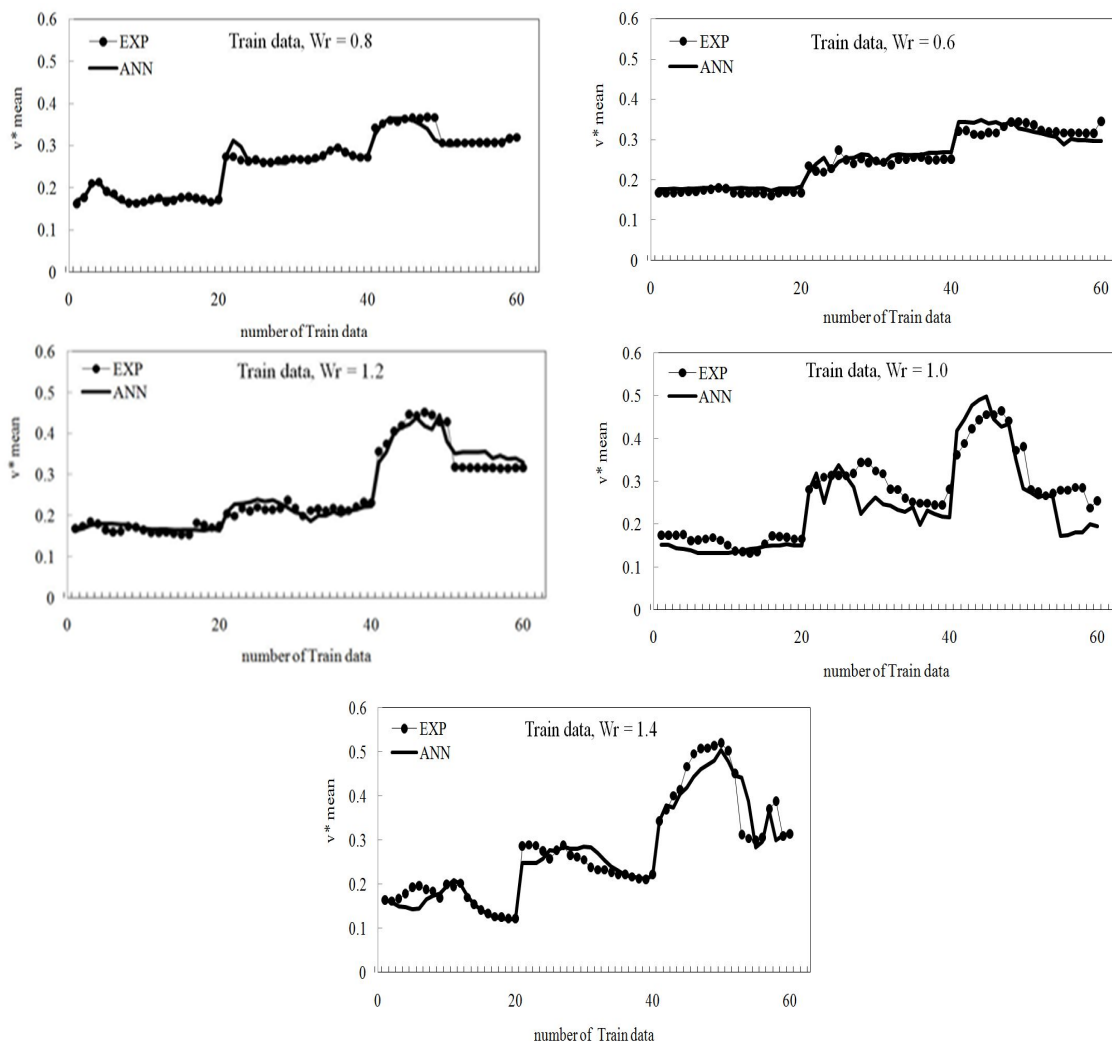 Train data, Wr = 0.8
EXP
ANN
v* mean
0.6
0.5
0.4
0.3
0.2
0.1
0
0 20 40 60
number of Train data
Train data, Wr = 0.6
EXP
ANN
v* mean
0.6
0.5
0.4
0.3
0.2
0.1
0
0 20 40 60
number of Train data
Train data, Wr = 1.2
EXP
ANN
v* mean
0.6
0.5
0.4
0.3
0.2
0.1
0
0 20 40 60
number of Train data
Train data, Wr = 1.0
EXP
ANN
v* mean
0.6
0.5
0.4
0.3
0.2
0.1
0
0 20 40 60
number of Train data
Train data, Wr = 1.4
EXP
ANN
v* mean
0.6
0.5
0.4
0.3
0.2
0.1
0
0 20 40 60
number of Train data